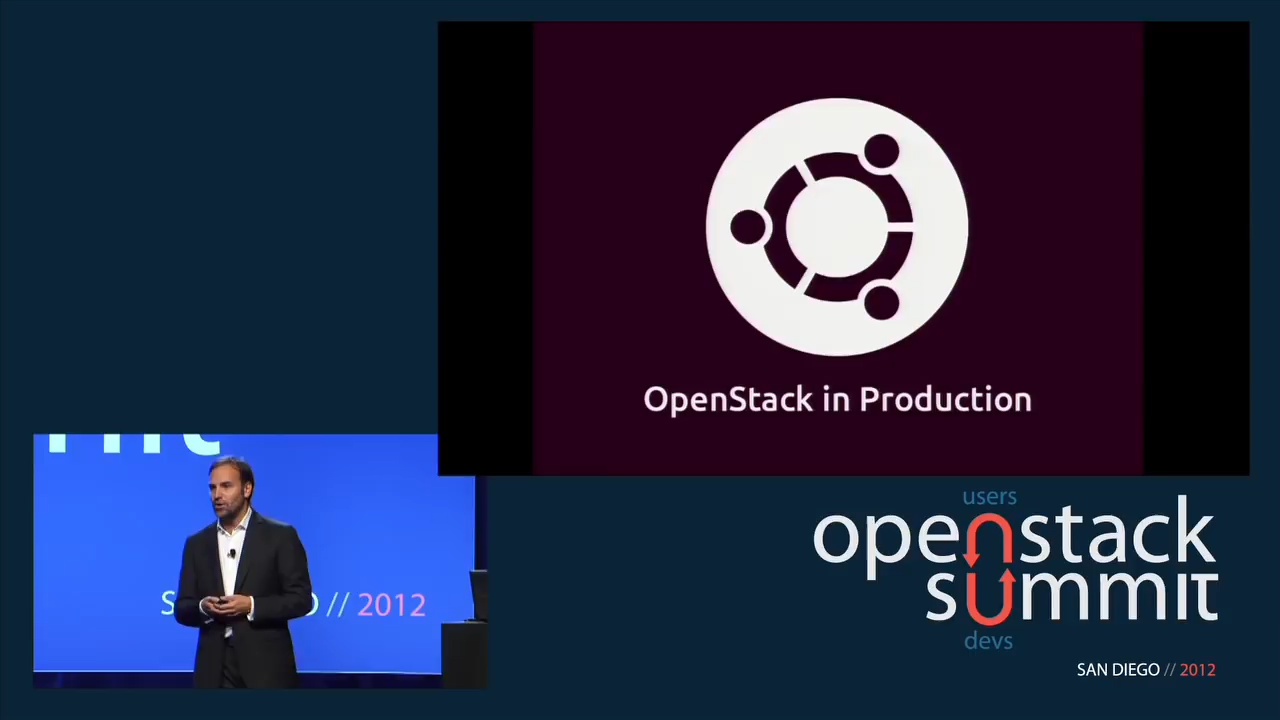 OpenStack in Production
S O // 2012
users
openstack
summit
devs
SAN DIEGO // 2012